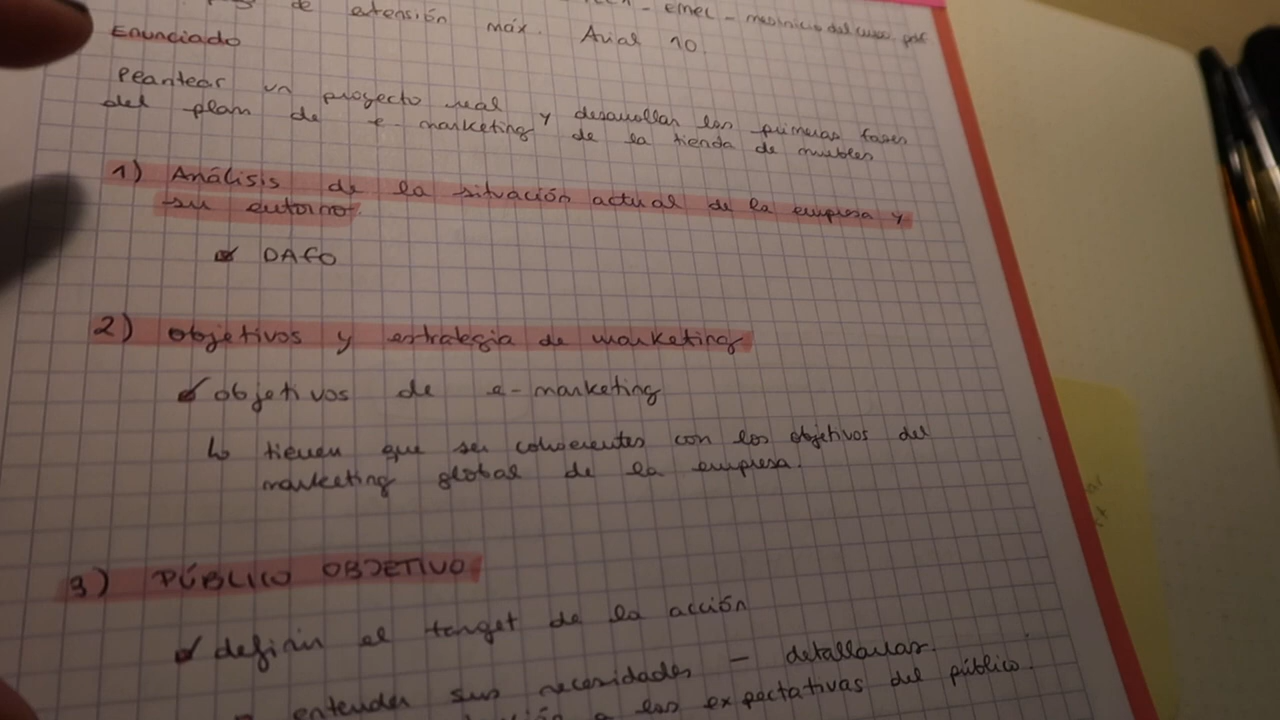 de extensión máx. Arial 10.
Enunciado
Plantear un proyecto real y desarrollar las primeras fases
del plan de e-marketing de la tienda de muebles
1) Análisis de la situación actual de la empresa y
su entorno.
DAFO
2) objetivos y estrategia de marketing
objetivos de e-marketing
↳ tienen que ser coherentes con los objetivos del
marketing global de la empresa.
3) PÚBLICO OBJETIVO
definir el target de la acción
entender sus necesidades - detallarlas.
a las expectativas del público.